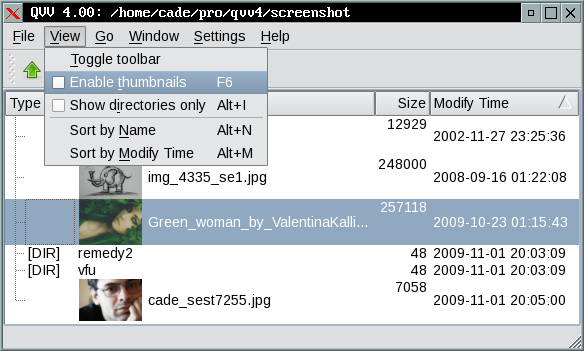 QVV 4.00: /home/cade/pro/qvv4/screenshot
File View Go Window Settings Help
Toggle toolbar
Enable thumbnails F6
Show directories only Alt+I
Sort by Name Alt+N
Sort by Modify Time Alt+M
Type Size Modify Time
12929 2002-11-27 23:25:36
img_4335_se1.jpg 248000 2008-09-16 01:22:08
Green_woman_by_ValentinaKalli... 257118 2009-10-23 01:15:43
[DIR] remedy2 48 2009-11-01 20:03:09
[DIR] vfu 48 2009-11-01 20:03:09
cade_sest7255.jpg 7058 2009-11-01 20:05:00